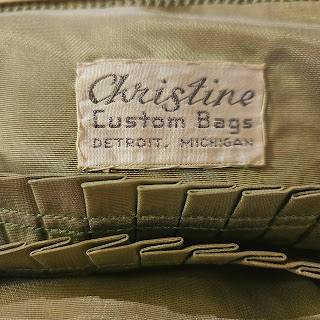 Christine
Custom Bags
DETROIT, MICHIGAN